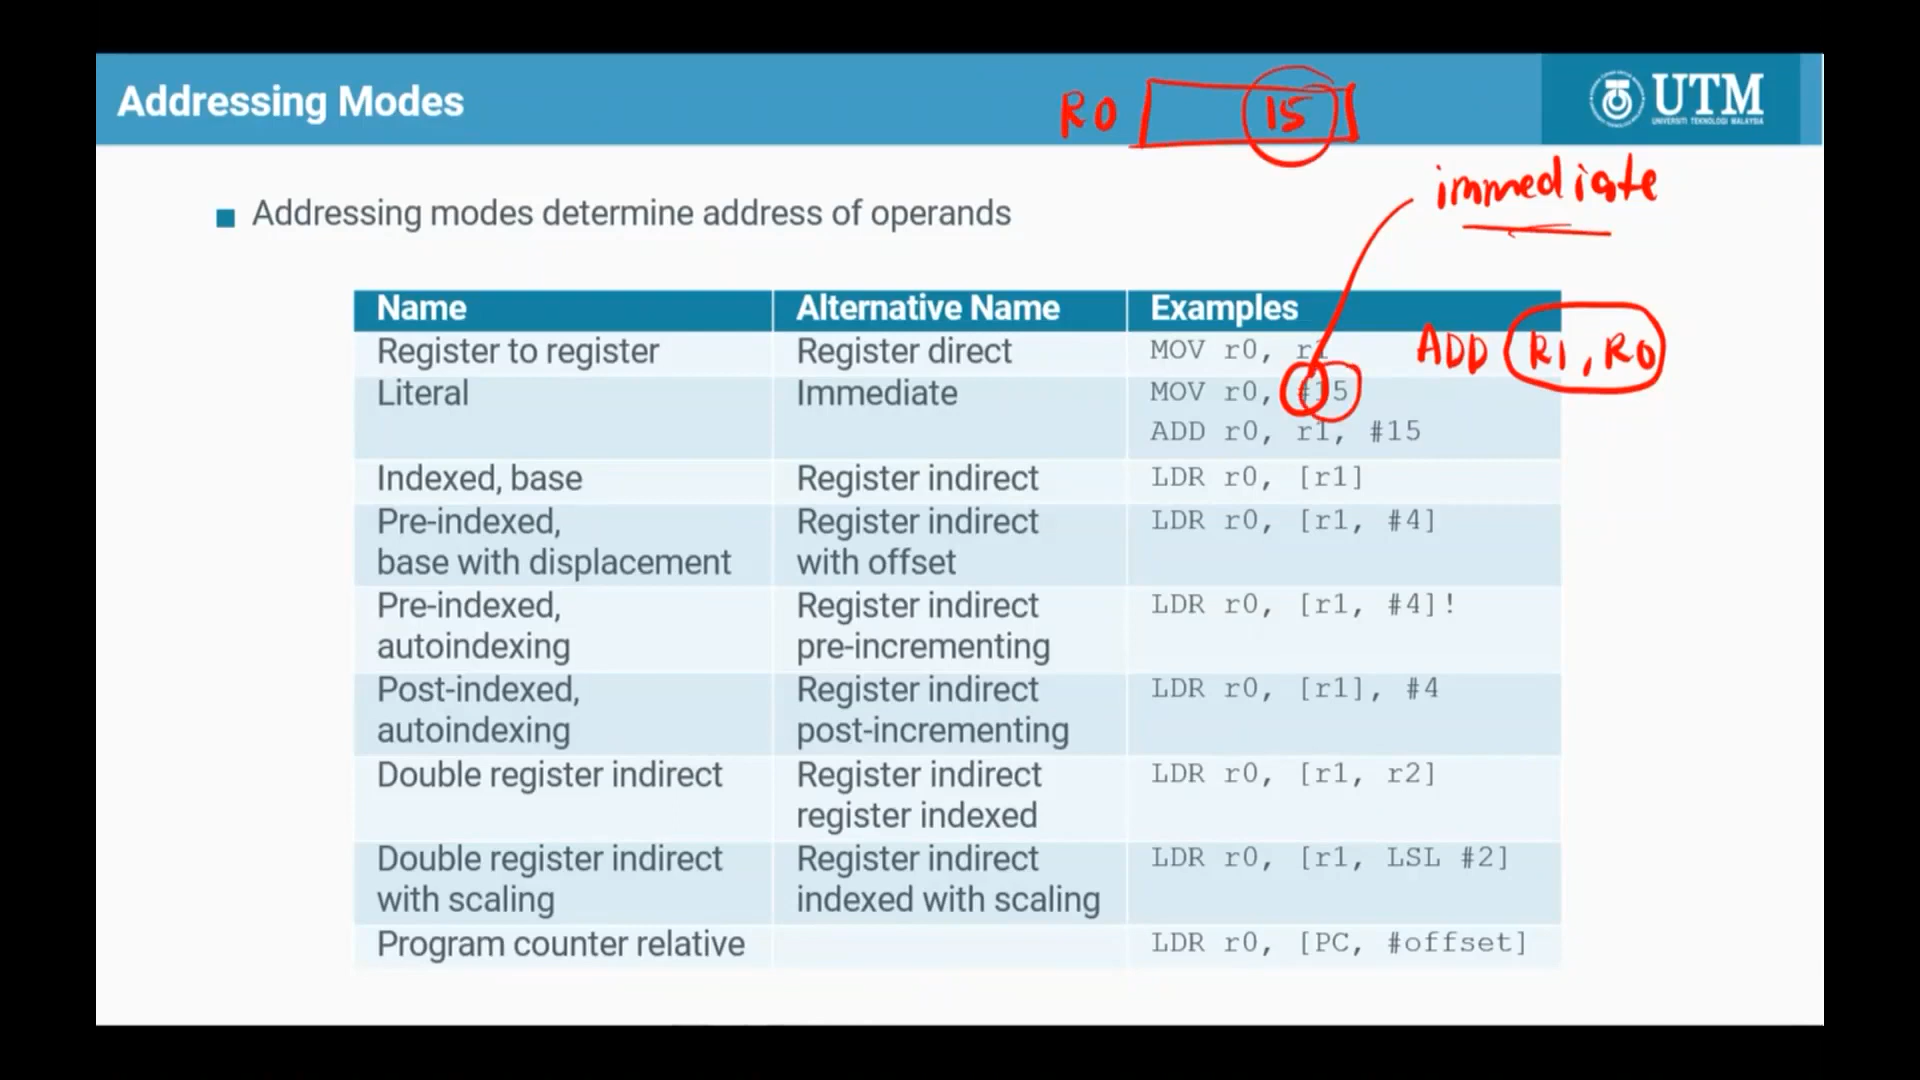 Addressing Modes
R0 15
UTM
UNIVERSITI TEKNOLOGI MALAYSIA
immediate
Addressing modes determine address of operands
Name Alternative Name Examples
Register to register Register direct MOV r0, r1
ADD R1, R0
Literal Immediate MOV r0, #15
ADD r0, r1, #15
Indexed, base Register indirect LDR r0, [r1]
Pre-indexed, Register indirect LDR r0, [r1, #4]
base with displacement with offset
Pre-indexed, Register indirect LDR r0, [r1, #4]!
autoindexing pre-incrementing
Post-indexed, Register indirect LDR r0, [r1], #4
autoindexing post-incrementing
Double register indirect Register indirect LDR r0, [r1, r2]
register indexed
Double register indirect Register indirect LDR r0, [r1, LSL #2]
with scaling indexed with scaling
Program counter relative LDR r0, [PC, #offset]